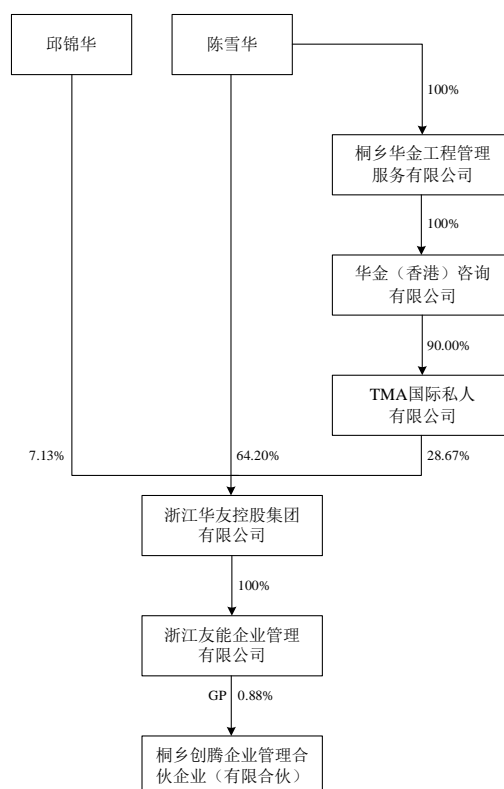 邱锦华
陈雪华
100%
桐乡华金工程管理
服务有限公司
100%
华金（香港）咨询
有限公司
90.00%
TMA国际私人
有限公司
7.13%
64.20%
28.67%
浙江华友控股集团
有限公司
100%
浙江友能企业管理
有限公司
GP 0.88%
桐乡创腾企业管理合
伙企业（有限合伙）